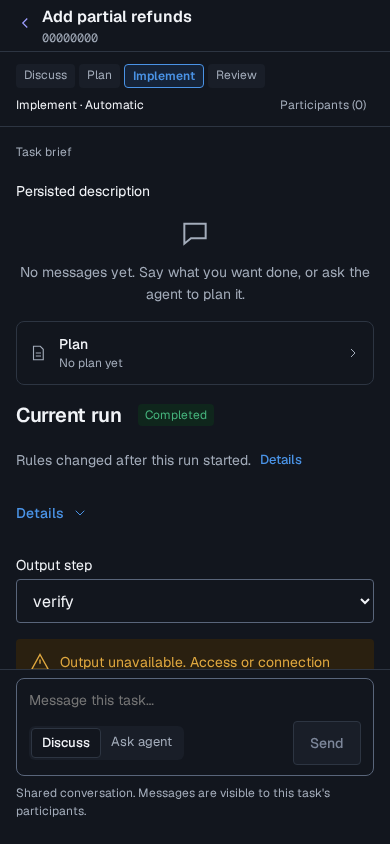 Add partial refunds
00000000
Discuss
Plan
Implement
Review
Implement · Automatic
Participants (0)
Task brief
Persisted description
No messages yet. Say what you want done, or ask the
agent to plan it.
Plan
No plan yet
Current run
Completed
Rules changed after this run started. Details
Details
Output step
verify
Output unavailable. Access or connection
Message this task…
Discuss
Ask agent
Send
Shared conversation. Messages are visible to this task's
participants.